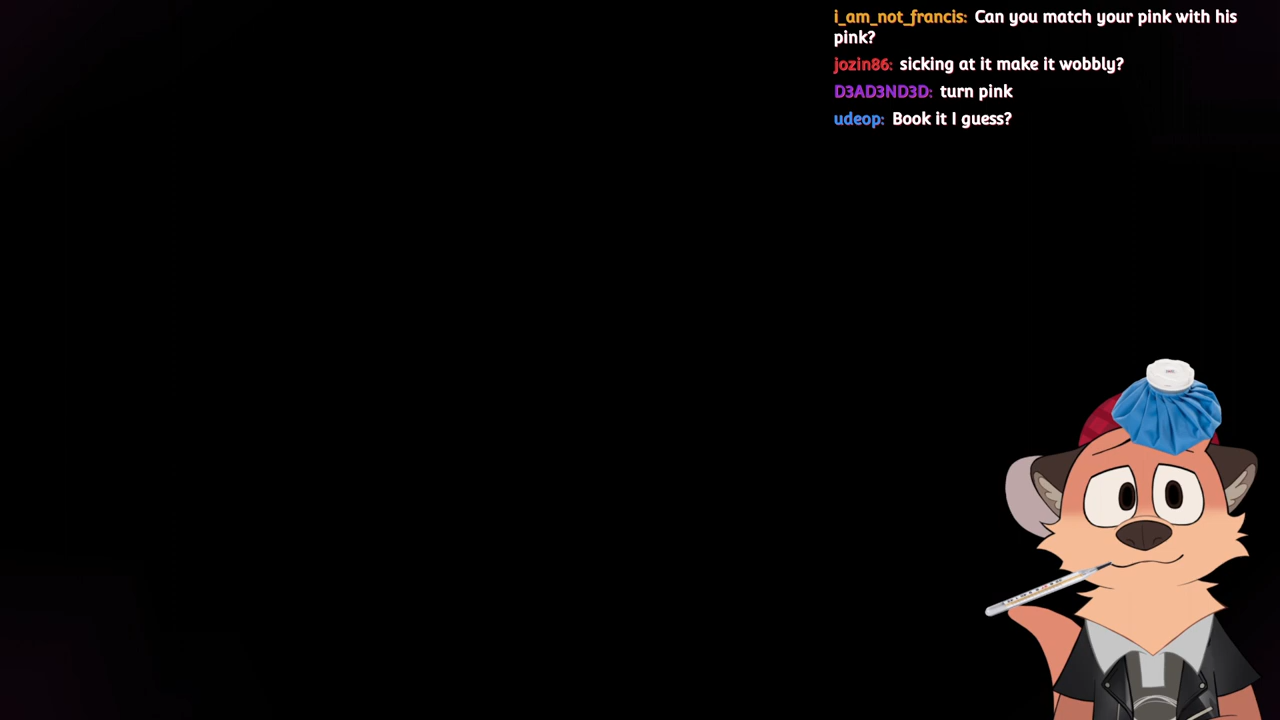 i_am_not_francis: Can you match your pink with his
pink?
jozin86: sicking at it make it wobbly?
D3AD3ND3D: turn pink
udeop: Book it I guess?